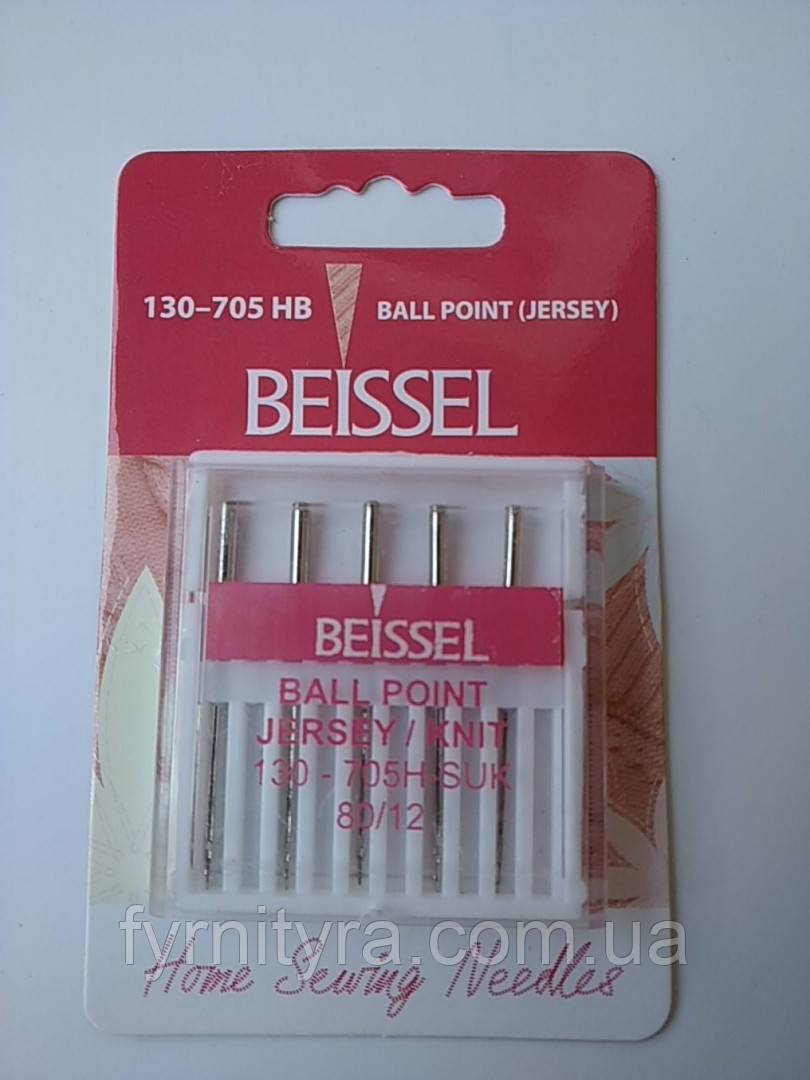 130–705 HB BALL POINT (JERSEY)
BEISSEL
BEISSEL
BALL POINT
JERSEY / KNIT
130 - 705H-SUK
80/12
fyrnityra.com.ua
Home Sewing Needles